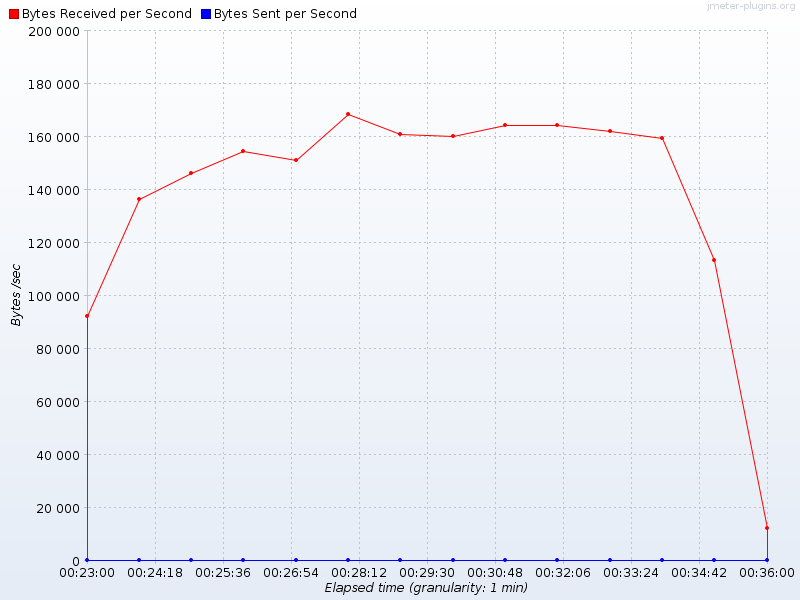 jmeter-plugins.org
Bytes Received per Second Bytes Sent per Second
200 000
180 000
160 000
140 000
120 000
100 000
80 000
60 000
40 000
20 000
0
Bytes /sec
00:23:00 00:24:18 00:25:36 00:26:54 00:28:12 00:29:30 00:30:48 00:32:06 00:33:24 00:34:42 00:36:00
Elapsed time (granularity: 1 min)